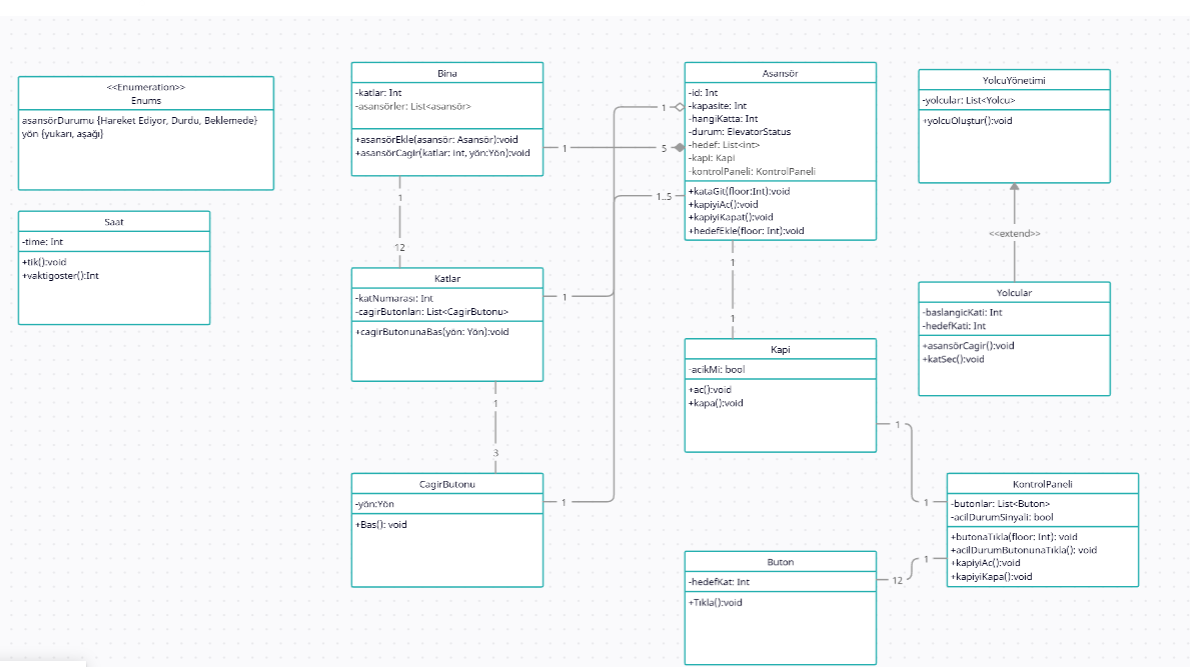 <<Enumeration>>
Enums
asansörDurumu {Hareket Ediyor, Durdu, Beklemede}
yön {yukarı, aşağı}
Saat
-time: Int
+tik():void
+vaktigoster():Int
Bina
-katlar: Int
-asansörler: List<asansör>
+asansörEkle(asansör: Asansör):void
+asansörCagir(katlar: int, yön:Yön):void
1
5
1
12
Katlar
-katNumarası: Int
-cagirButonları: List<CagirButonu>
+cagirButonunaBas(yön: Yön):void
1
1
1
3
CagirButonu
-yön:Yön
+Bas(): void
1
1..5
Asansör
-id: Int
-kapasite: Int
-hangiKatta: Int
-durum: ElevatorStatus
-hedef: List<int>
-kapi: Kapi
-kontrolPaneli: KontrolPaneli
+kataGit(floor:Int):void
+kapiyiAc():void
+kapiyiKapat():void
+hedefEkle(floor: Int):void
1
1
Kapi
-acikMi: bool
+ac():void
+kapa():void
1
1
Buton
-hedefKat: Int
+Tıkla():void
12
1
YolcuYönetimi
-yolcular: List<Yolcu>
+yolcuOluştur():void
<<extend>>
Yolcular
-baslangicKati: Int
-hedefKati: Int
+asansörCagir():void
+katSec():void
KontrolPaneli
-butonlar: List<Buton>
-acilDurumSinyali: bool
+butonaTıkla(floor: Int): void
+acilDurumButonunaTıkla(): void
+kapiyiAc():void
+kapiyiKapa():void